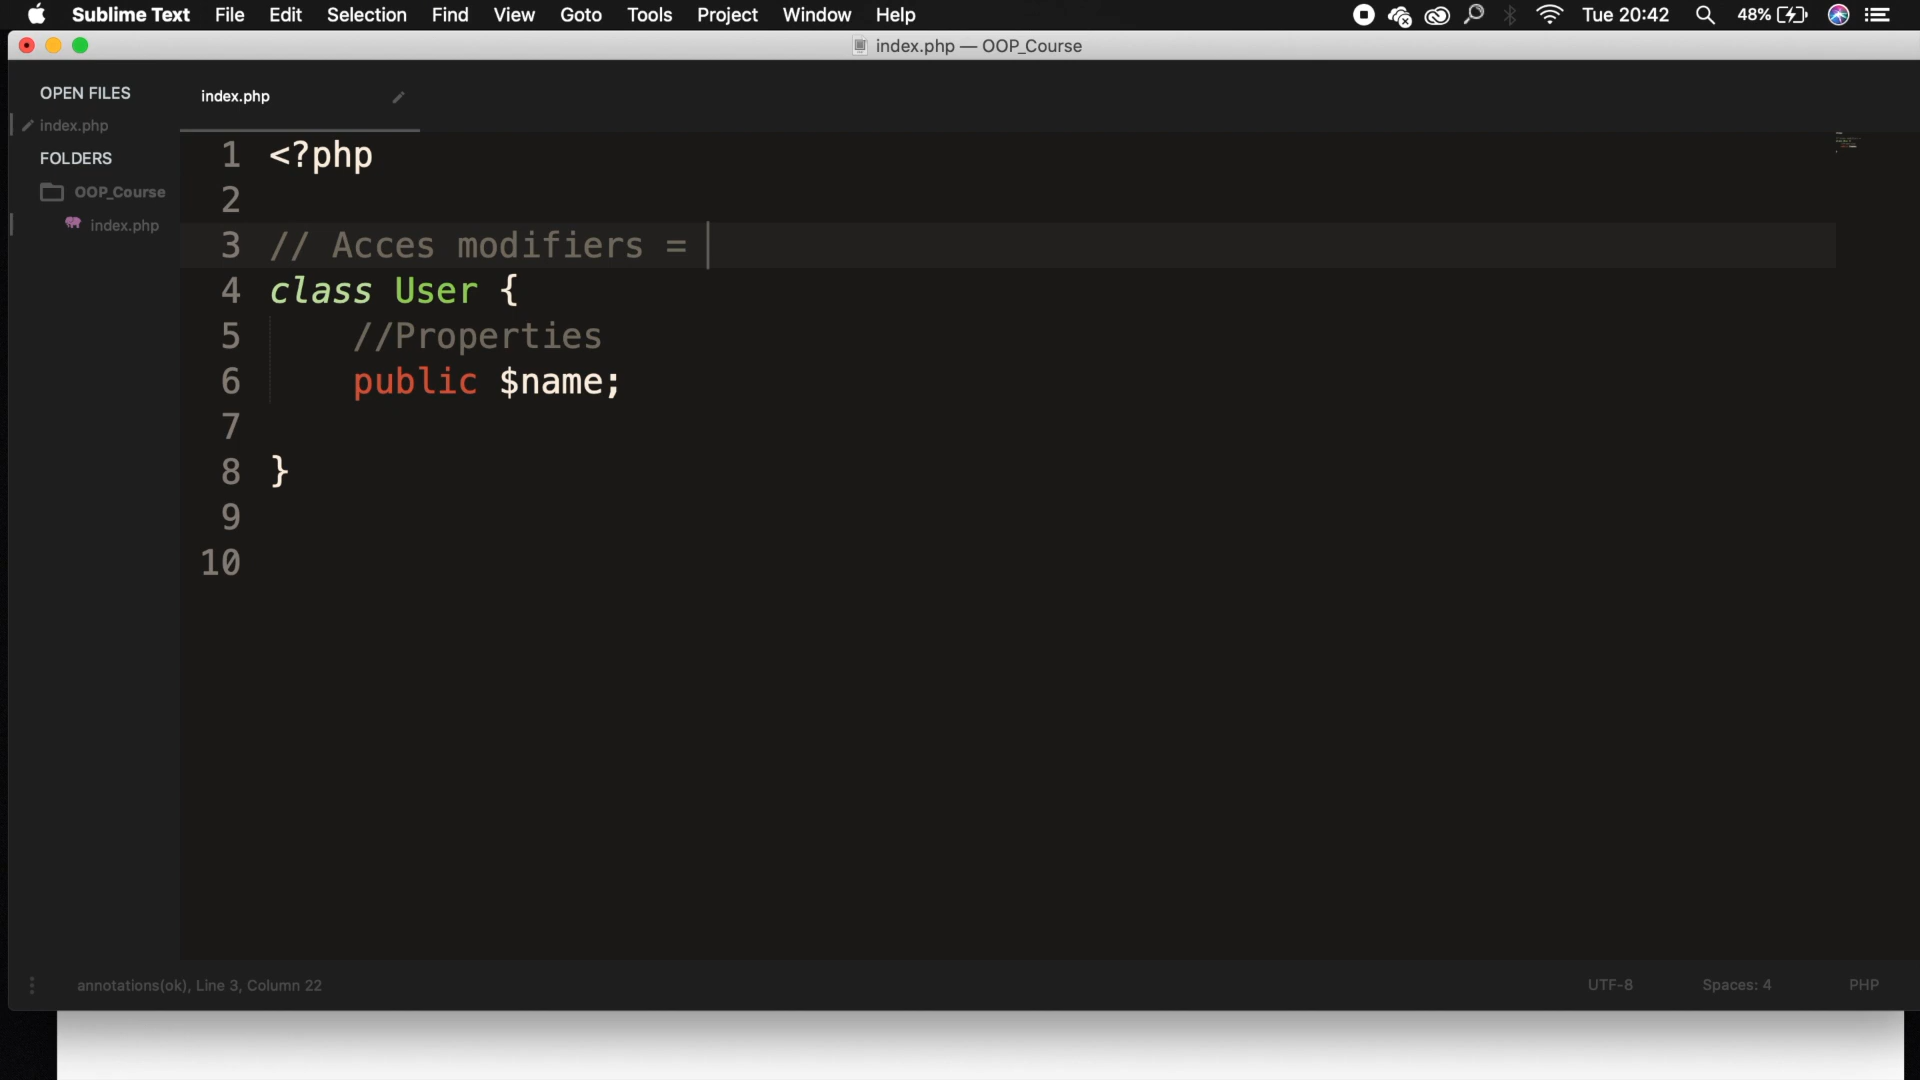 Sublime Text File Edit Selection Find View Goto Tools Project Window Help Tue 20:42 48%
index.php — OOP_Course
OPEN FILES
index.php
FOLDERS
OOP_Course
index.php
index.php
1 <?php
2
3 // Acces modifiers =
4 class User {
5 //Properties
6 public $name;
7
8 }
9
10
annotations(ok), Line 3, Column 22 UTF-8 Spaces: 4 PHP